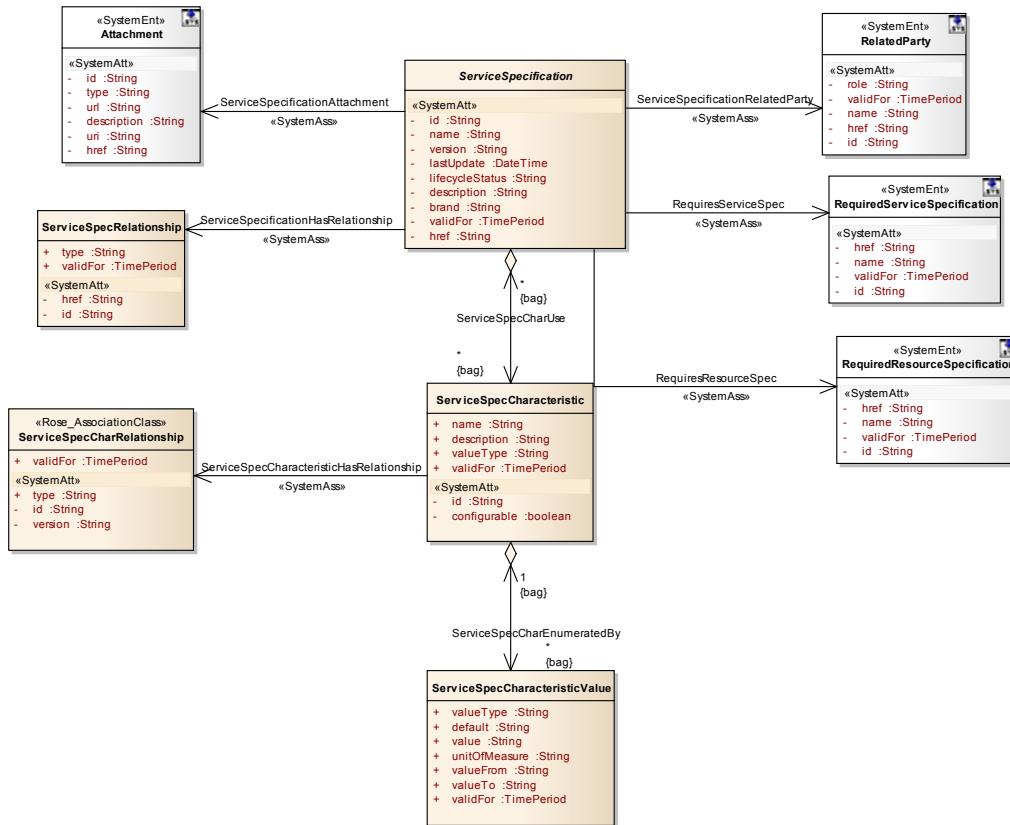 «SystemEnt»
Attachment
«SystemAtt»
- id :String
- type :String
- url :String
- description :String
- uri :String
- href :String
ServiceSpecificationAttachment
«SystemAss»
ServiceSpecification
«SystemAtt»
- id :String
- name :String
- version :String
- lastUpdate :DateTime
- lifecycleStatus :String
- description :String
- brand :String
- validFor :TimePeriod
- href :String
ServiceSpecificationRelatedParty
«SystemAss»
«SystemEnt»
RelatedParty
«SystemAtt»
- role :String
- validFor :TimePeriod
- name :String
- href :String
- id :String
ServiceSpecRelationship
+ type :String
+ validFor :TimePeriod
«SystemAtt»
- href :String
- id :String
ServiceSpecificationHasRelationship
«SystemAss»
RequiresServiceSpec
«SystemAss»
«SystemEnt»
RequiredServiceSpecification
«SystemAtt»
- href :String
- name :String
- validFor :TimePeriod
- id :String
*
{bag}
ServiceSpecCharUse
*
{bag}
RequiresResourceSpec
«SystemAss»
«SystemEnt»
RequiredResourceSpecification
«SystemAtt»
- href :String
- name :String
- validFor :TimePeriod
- id :String
«Rose_AssociationClass»
ServiceSpecCharRelationship
+ validFor :TimePeriod
«SystemAtt»
+ type :String
- id :String
- version :String
ServiceSpecCharacteristicHasRelationship
«SystemAss»
ServiceSpecCharacteristic
+ name :String
+ description :String
+ valueType :String
+ validFor :TimePeriod
«SystemAtt»
- id :String
- configurable :boolean
1
{bag}
ServiceSpecCharEnumeratedBy
*
{bag}
ServiceSpecCharacteristicValue
+ valueType :String
+ default :String
+ value :String
+ unitOfMeasure :String
+ valueFrom :String
+ valueTo :String
+ validFor :TimePeriod